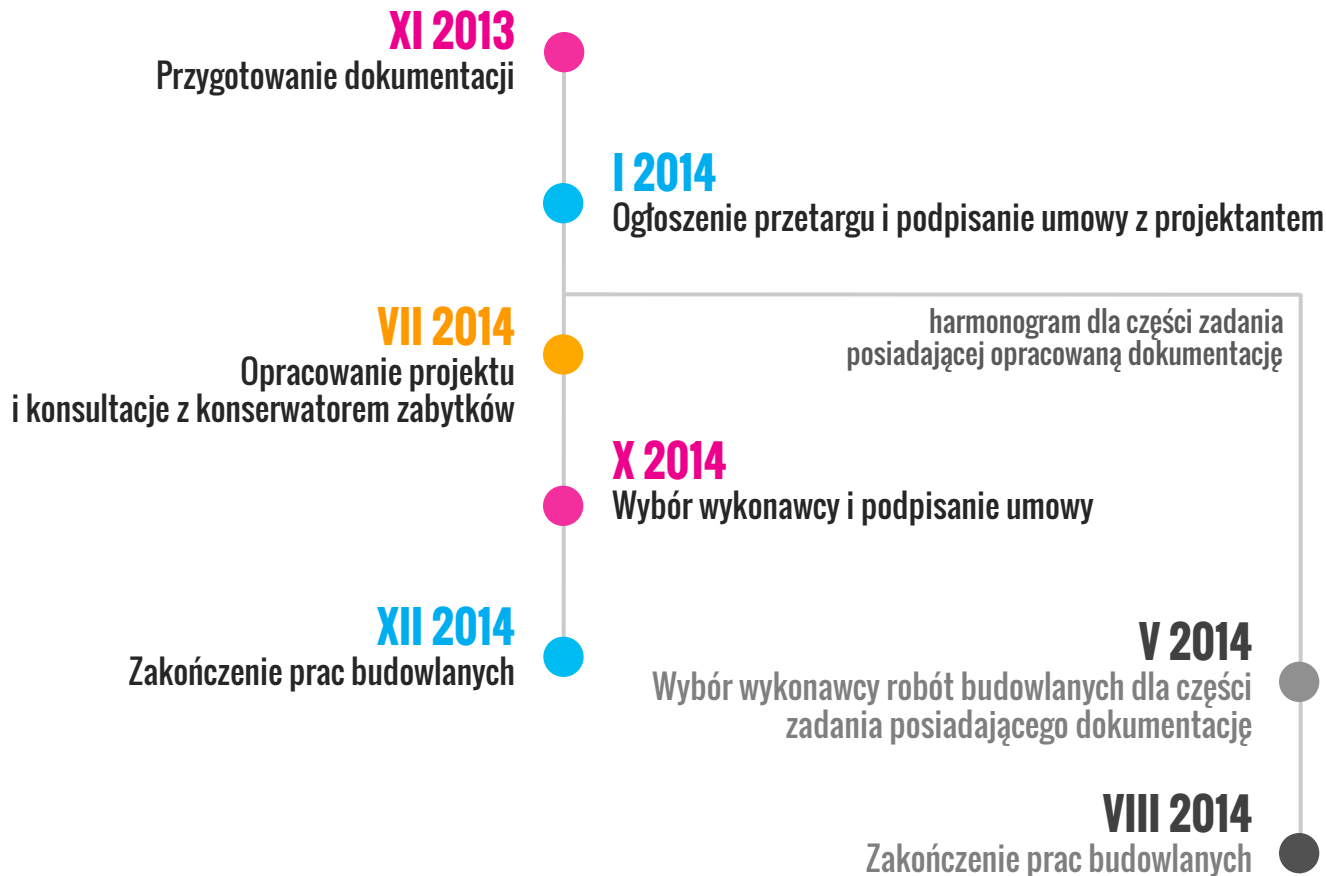 XI 2013
Przygotowanie dokumentacji
I 2014
Ogłoszenie przetargu i podpisanie umowy z projektantem
harmonogram dla części zadania
posiadającej opracowaną dokumentację
VII 2014
Opracowanie projektu
i konsultacje z konserwatorem zabytków
X 2014
Wybór wykonawcy i podpisanie umowy
XII 2014
Zakończenie prac budowlanych
V 2014
Wybór wykonawcy robót budowlanych dla części
zadania posiadającego dokumentację
VIII 2014
Zakończenie prac budowlanych